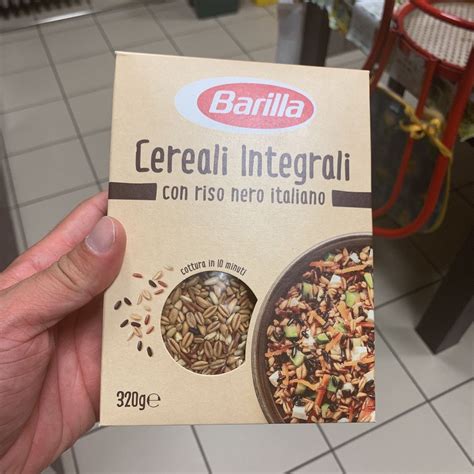 Barilla
Cereali Integrali
con riso nero italiano
cottura in 10 minuti
320g℮